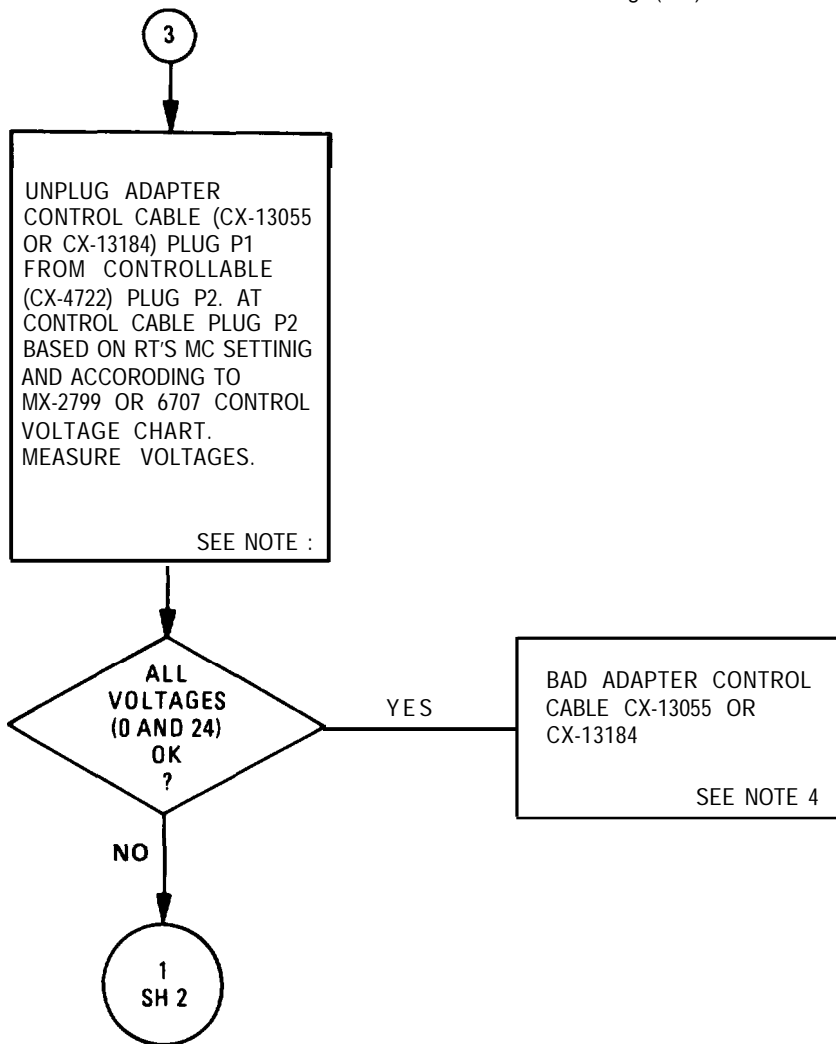 3
UNPLUG ADAPTER
CONTROL CABLE (CX-13055
OR CX-13184) PLUG P1
FROM CONTROLLABLE
(CX-4722) PLUG P2. AT
CONTROL CABLE PLUG P2
BASED ON RT'S MC SETTINIG
AND ACCORODING TO
MX-2799 OR 6707 CONTROL
VOLTAGE CHART.
MEASURE VOLTAGES.
SEE NOTE :
ALL
VOLTAGES
(0 AND 24)
OK
?
YES
BAD ADAPTER CONTROL
CABLE CX-13055 OR
CX-13184
SEE NOTE 4
NO
1
SH 2